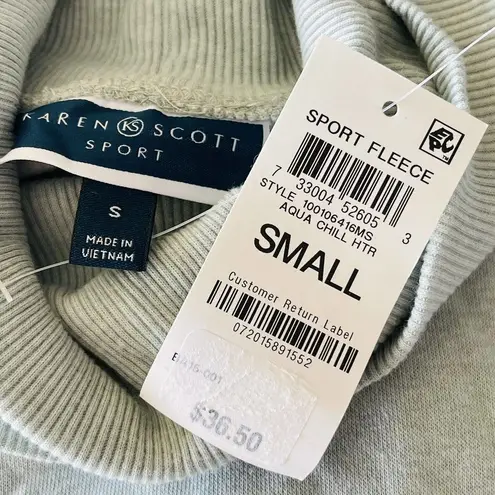 KAREN KS SCOTT
SPORT
S
MADE IN
VIETNAM
SPORT FLEECE
7 33004 52605 3
STYLE 100106416MS
AQUA CHILL HTR
SMALL
Customer Return Label
072015891552
$36.50